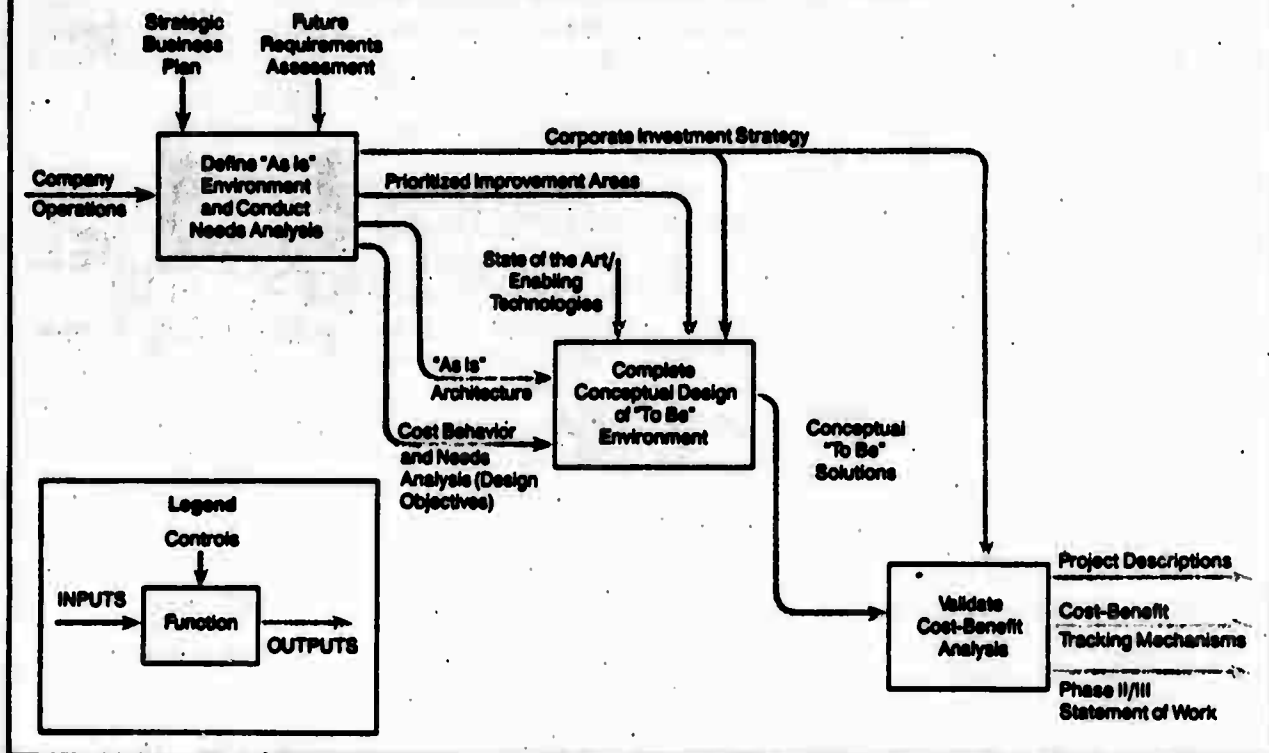 Strategic
Business
Plan
Future
Requirements
Assessment
Company
Operations
Define "As Is"
Environment
and Conduct
Needs Analysis
Corporate Investment Strategy
Prioritized Improvement Areas
State of the Art/
Enabling
Technologies
"As Is"
Architecture
Cost Behavior
and Needs
Analysis (Design
Objectives)
Complete
Conceptual Design
of "To Be"
Environment
Conceptual
"To Be"
Solutions
Validate
Cost-Benefit
Analysis
Project Descriptions
Cost-Benefit
Tracking Mechanisms
Phase II/III
Statement of Work
Legend
Controls
INPUTS
Function
OUTPUTS